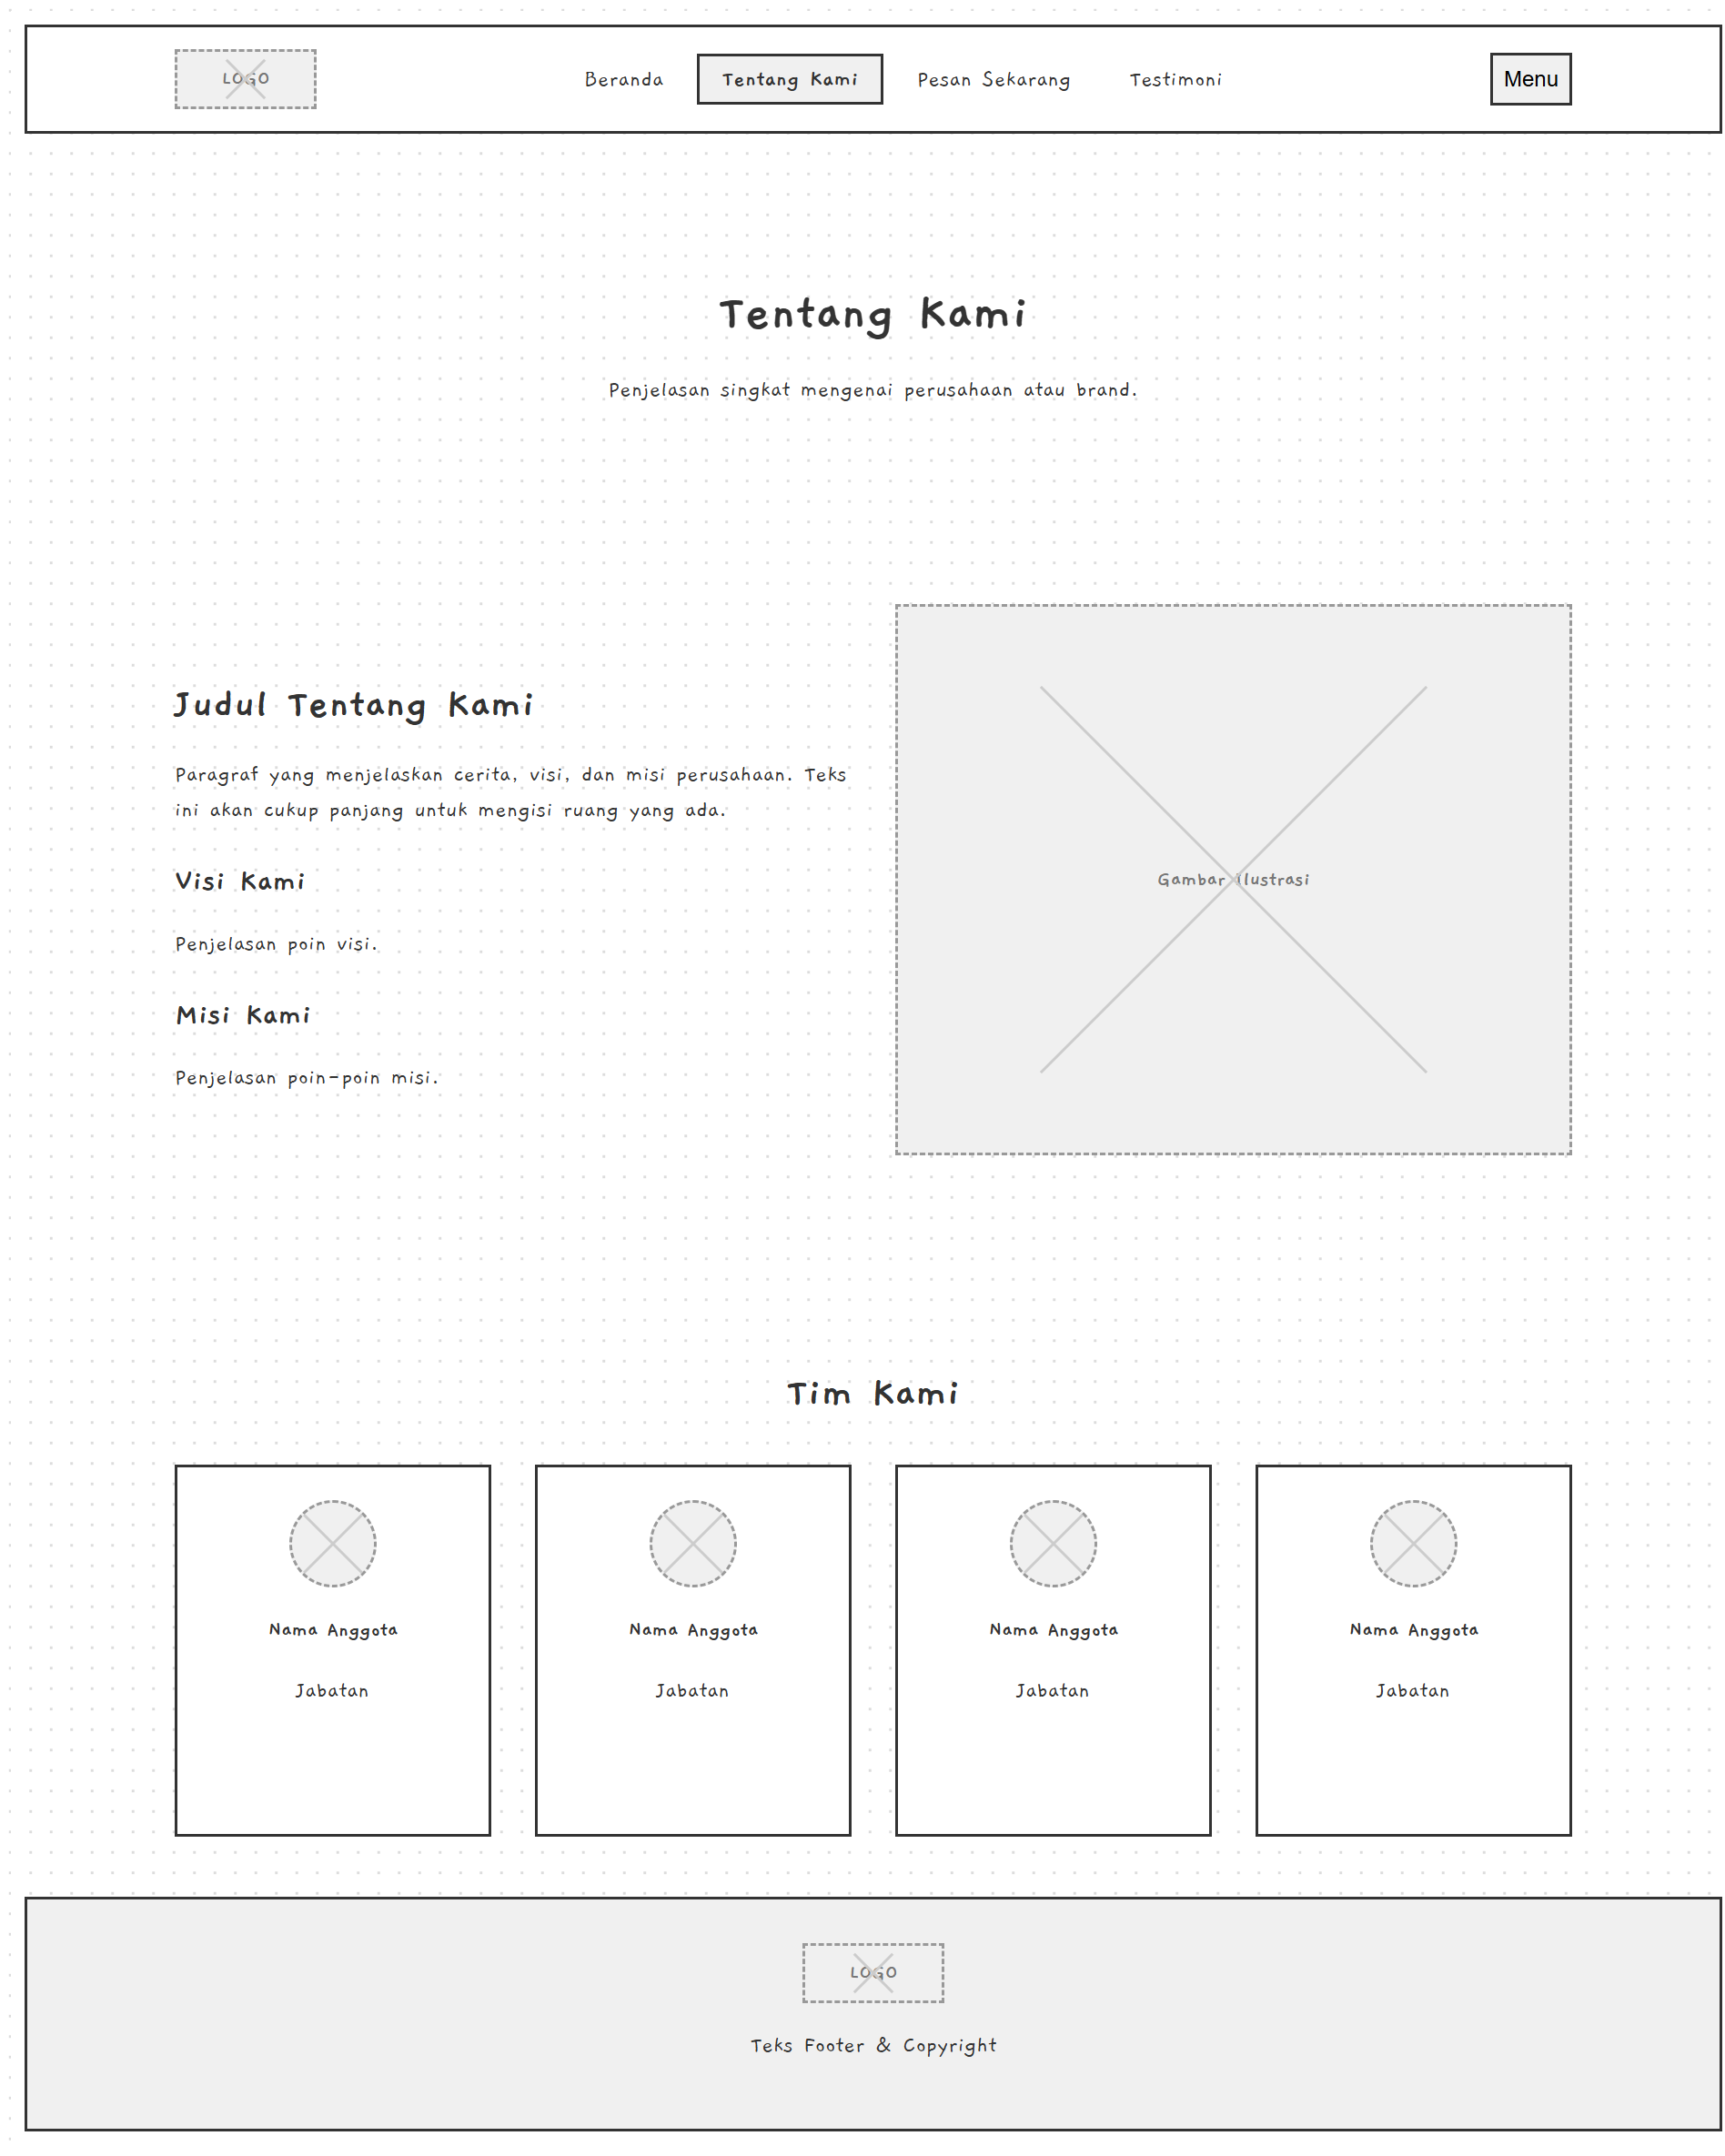 LOGO
Beranda
Tentang Kami
Pesan Sekarang
Testimoni
Menu
Tentang Kami
Penjelasan singkat mengenai perusahaan atau brand.
Judul Tentang Kami
Paragraf yang menjelaskan cerita, visi, dan misi perusahaan. Teks
ini akan cukup panjang untuk mengisi ruang yang ada.
Visi Kami
Penjelasan poin visi.
Misi Kami
Penjelasan poin-poin misi.
Gambar Ilustrasi
Tim Kami
Nama Anggota
Jabatan
Nama Anggota
Jabatan
Nama Anggota
Jabatan
Nama Anggota
Jabatan
LOGO
Teks Footer & Copyright